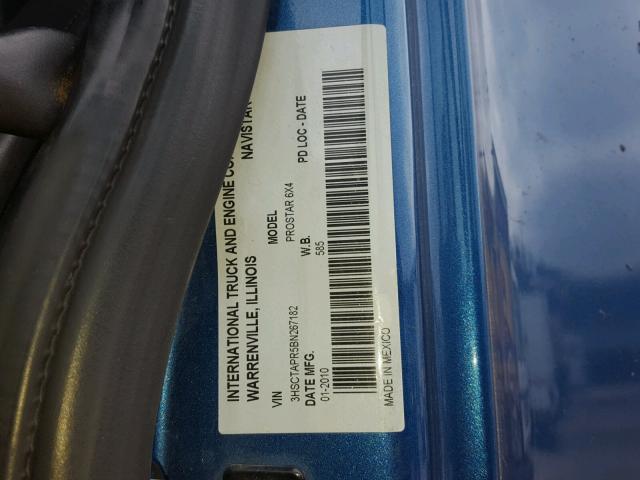 INTERNATIONAL TRUCK AND ENGINE
WARRENVILLE, ILLINOIS NAVISTAR
VIN MODEL
3HSCTAPR5BN267182 PROSTAR 6X4
DATE MFG. W.B. PD LOC - DATE
01-2010 585
MADE IN MEXICO